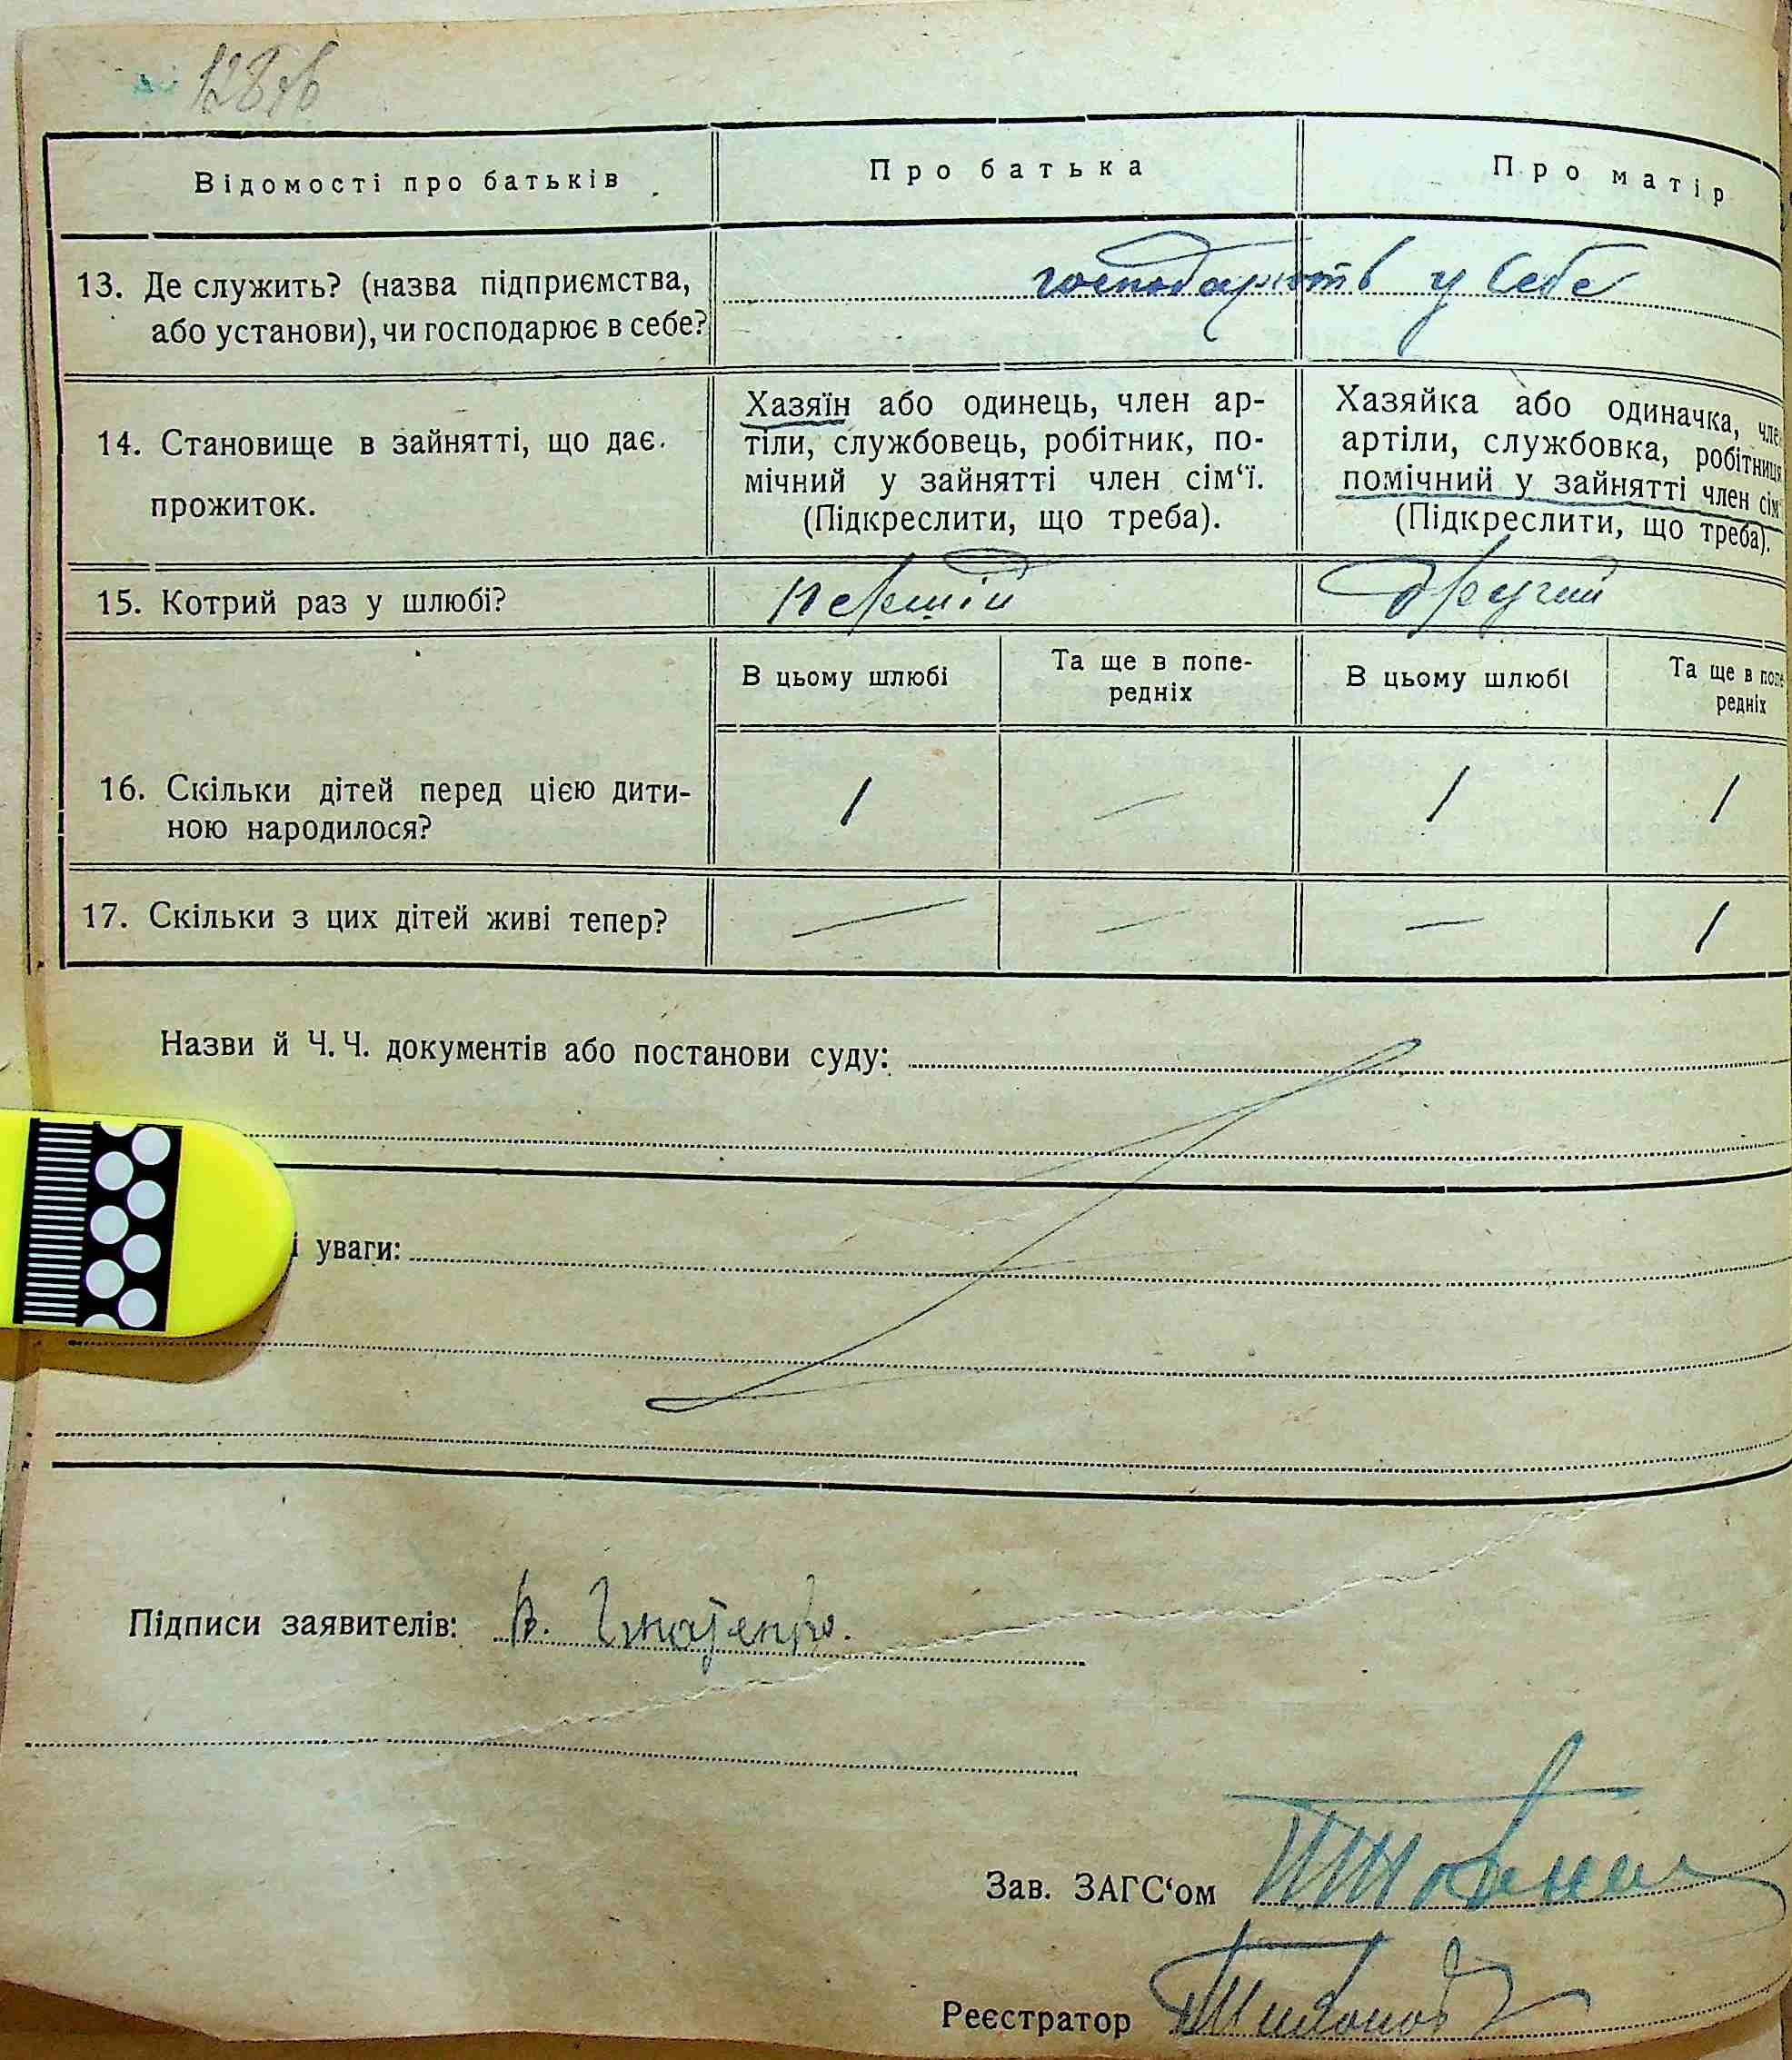 128 зв
Відомості про батьків
Про батька
Про матір
13. Де служить? (назва підприємства,
або установи), чи господарює в себе?
господарюють у себе
14. Становище в зайнятті, що дає
прожиток.
Хазяїн або одинець, член ар-
тіли, службовець, робітник, по-
мічний у зайнятті член сім‘ї.
(Підкреслити, що треба).
Хазяйка або одиначка, чле
артіли, службовка, робітниця
помічний у зайнятті член сім
(Підкреслити, що треба).
15. Котрий раз у шлюбі?
перший
другий
В цьому шлюбі
Та ще в попе-
редніх
В цьому шлюбі
Та ще в попе
редніх
16. Скільки дітей перед цією дити-
ною народилося?
1 — 1 1
17. Скільки з цих дітей живі тепер?
— — — 1
Назви й Ч. Ч. документів або постанови суду:
і уваги:
Підписи заявителів:
Зав. ЗАГС‘ом
Реєстратор